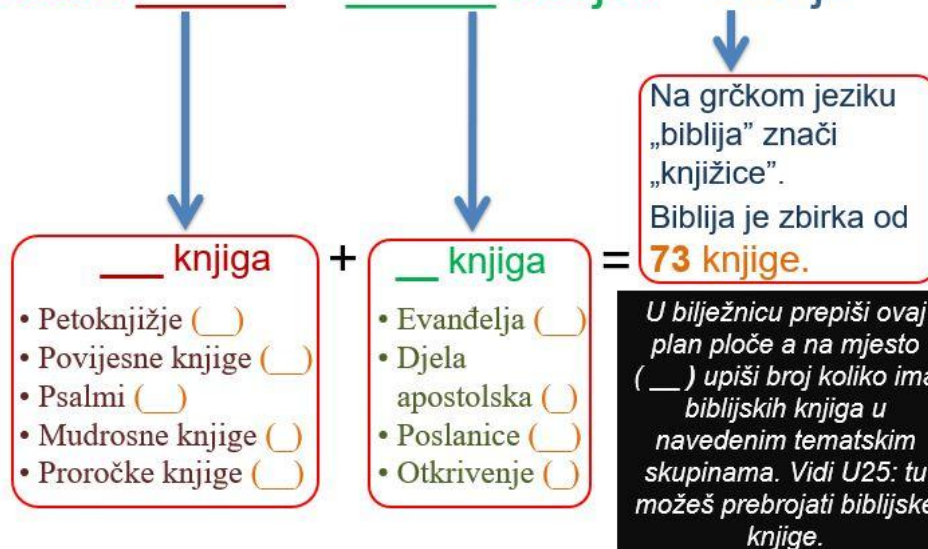 ___ knjiga
• Petoknjižje (__)
• Povijesne knjige (__)
• Psalmi (__)
• Mudrosne knjige (_)
• Proročke knjige (__)
+
__ knjiga
• Evanđelja (__)
• Djela
apostolska (_)
• Poslanice (__)
• Otkrivenje (_)
=
Na grčkom jeziku
„biblija” znači
„knjižice”.
Biblija je zbirka od
73 knjige.
U bilježnicu prepiši ovaj
plan ploče a na mjesto
( __ ) upiši broj koliko ima
biblijskih knjiga u
navedenim tematskim
skupinama. Vidi U25: tu
možeš prebrojati biblijske
knjige.